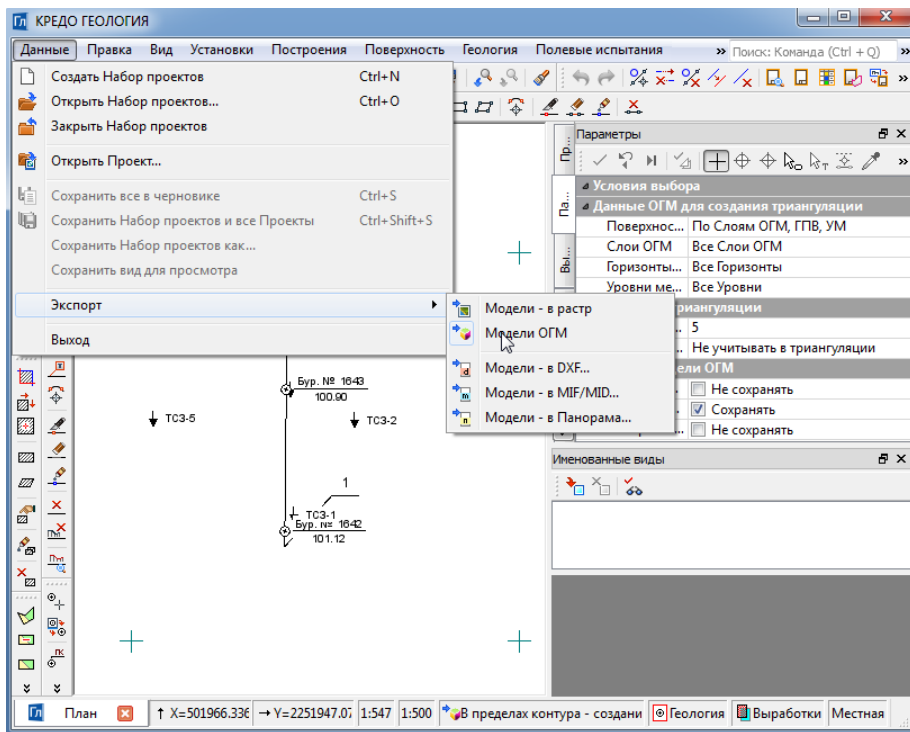 КРЕДО ГЕОЛОГИЯ
Данные Правка Вид Установки Построения Поверхность Геология Полевые испытания » Поиск: Команда (Ctrl + Q) »
Создать Набор проектов Ctrl+N
Открыть Набор проектов... Ctrl+O
Закрыть Набор проектов
Открыть Проект...
Сохранить все в черновике Ctrl+S
Сохранить Набор проектов и все Проекты Ctrl+Shift+S
Сохранить Набор проектов как...
Сохранить вид для просмотра
Экспорт
Выход
Модели - в растр
Модели ОГМ
Модели - в DXF...
Модели - в MIF/MID...
Модели - в Панорама...
Пр...
Па...
Вы...
Параметры
Условия выбора
Данные ОГМ для создания триангуляции
Поверхнос... По Слоям ОГМ, ГПВ, УМ
Слои ОГМ Все Слои ОГМ
Горизонты... Все Горизонты
Уровни ме... Все Уровни
риангуляции
5
Не учитывать в триангуляции
ели ОГМ
Не сохранять
Сохранять
Не сохранять
Именованные виды
Бур. № 1643
100.90
ТСЗ-5
ТСЗ-2
1
ТСЗ-1
Бур. № 1642
101.12
План X=501966.336 Y=2251947.07 1:547 1:500 В пределах контура - создани Геология Выработки Местная